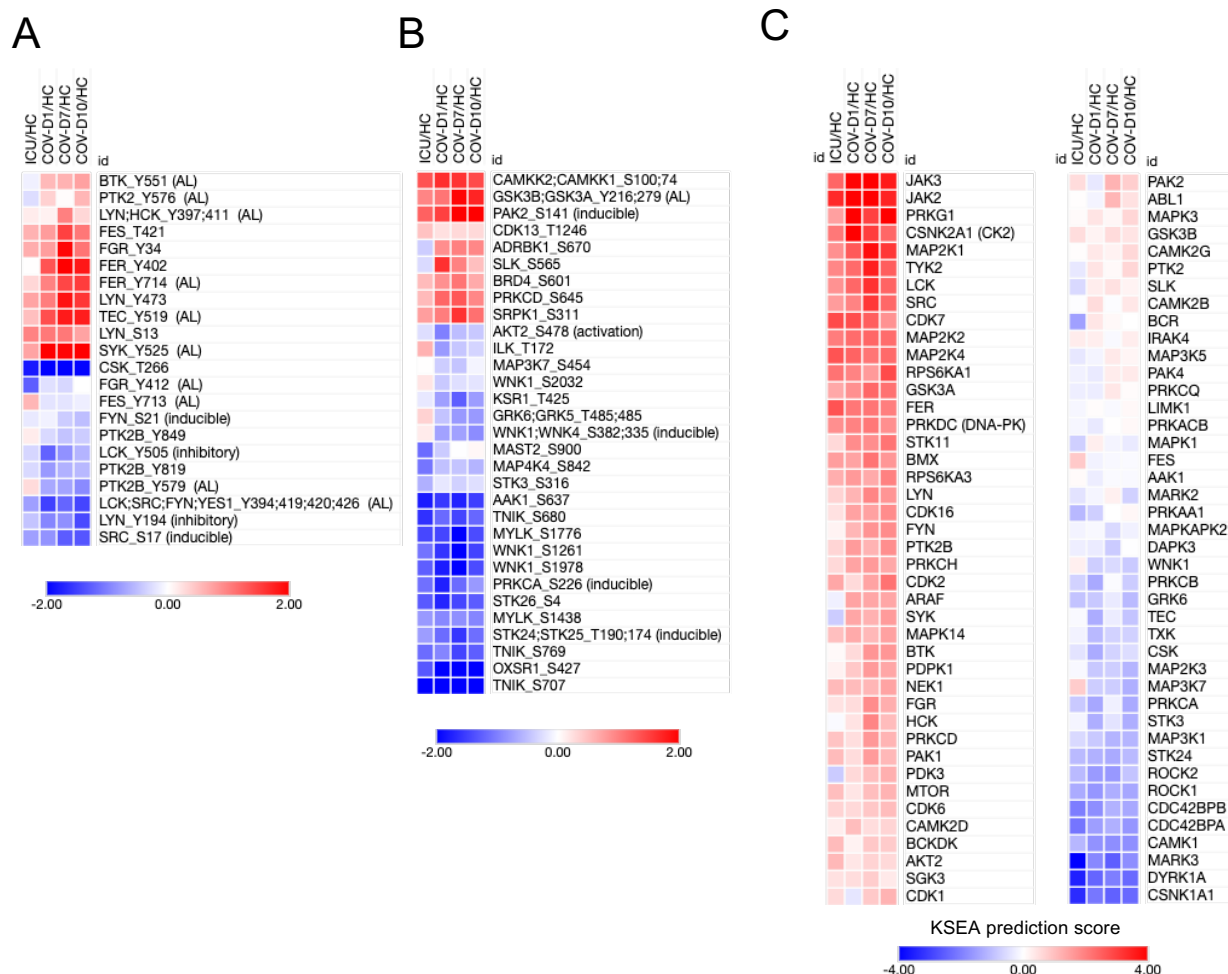 A
B
C
ICU/HC
COV-D1/HC
COV-D7/HC
COV-D10/HC
id
BTK_Y551 (AL)
PTK2_Y576 (AL)
LYN;HCK_Y397;411 (AL)
FES_T421
FGR_Y34
FER_Y402
FER_Y714 (AL)
LYN_Y473
TEC_Y519 (AL)
LYN_S13
SYK_Y525 (AL)
CSK_T266
FGR_Y412 (AL)
FES_Y713 (AL)
FYN_S21 (inducible)
PTK2B_Y849
LCK_Y505 (inhibitory)
PTK2B_Y819
PTK2B_Y579 (AL)
LCK;SRC;FYN;YES1_Y394;419;420;426 (AL)
LYN_Y194 (inhibitory)
SRC_S17 (inducible)
-2.00 0.00 2.00
ICU/HC
COV-D1/HC
COV-D7/HC
COV-D10/HC
id
CAMKK2;CAMKK1_S100;74
GSK3B;GSK3A_Y216;279 (AL)
PAK2_S141 (inducible)
CDK13_T1246
ADRBK1_S670
SLK_S565
BRD4_S601
PRKCD_S645
SRPK1_S311
AKT2_S478 (activation)
ILK_T172
MAP3K7_S454
WNK1_S2032
KSR1_T425
GRK6;GRK5_T485;485
WNK1;WNK4_S382;335 (inducible)
MAST2_S900
MAP4K4_S842
STK3_S316
AAK1_S637
TNIK_S680
MYLK_S1776
WNK1_S1261
WNK1_S1978
PRKCA_S226 (inducible)
STK26_S4
MYLK_S1438
STK24;STK25_T190;174 (inducible)
TNIK_S769
OXSR1_S427
TNIK_S707
-2.00 0.00 2.00
id
ICU/HC
COV-D1/HC
COV-D7/HC
COV-D10/HC
id
JAK3
JAK2
PRKG1
CSNK2A1 (CK2)
MAP2K1
TYK2
LCK
SRC
CDK7
MAP2K2
MAP2K4
RPS6KA1
GSK3A
FER
PRKDC (DNA-PK)
STK11
BMX
RPS6KA3
LYN
CDK16
FYN
PTK2B
PRKCH
CDK2
ARAF
SYK
MAPK14
BTK
PDPK1
NEK1
FGR
HCK
PRKCD
PAK1
PDK3
MTOR
CDK6
CAMK2D
BCKDK
AKT2
SGK3
CDK1
id
ICU/HC
COV-D1/HC
COV-D7/HC
COV-D10/HC
id
PAK2
ABL1
MAPK3
GSK3B
CAMK2G
PTK2
SLK
CAMK2B
BCR
IRAK4
MAP3K5
PAK4
PRKCQ
LIMK1
PRKACB
MAPK1
FES
AAK1
MARK2
PRKAA1
MAPKAPK2
DAPK3
WNK1
PRKCB
GRK6
TEC
TXK
CSK
MAP2K3
MAP3K7
PRKCA
STK3
MAP3K1
STK24
ROCK2
ROCK1
CDC42BPB
CDC42BPA
CAMK1
MARK3
DYRK1A
CSNK1A1
KSEA prediction score
-4.00 0.00 4.00